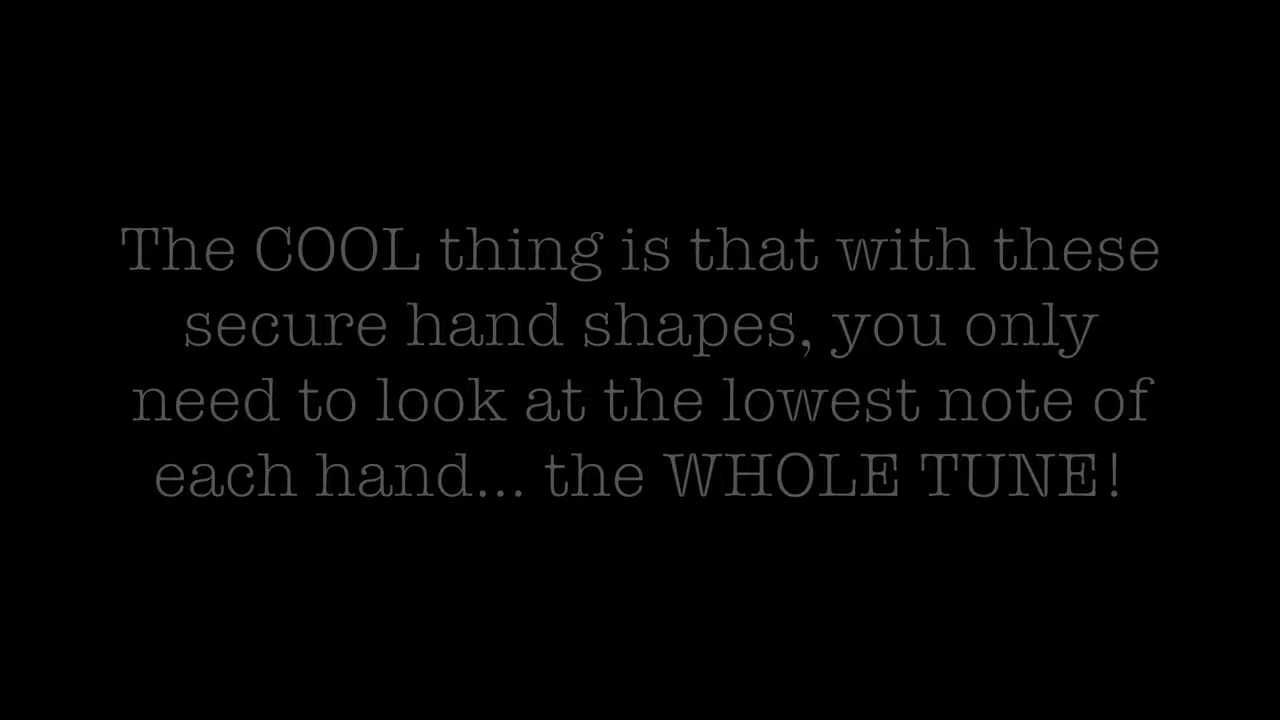 The COOL thing is that with these
secure hand shapes, you only
need to look at the lowest note of
each hand... the WHOLE TUNE!